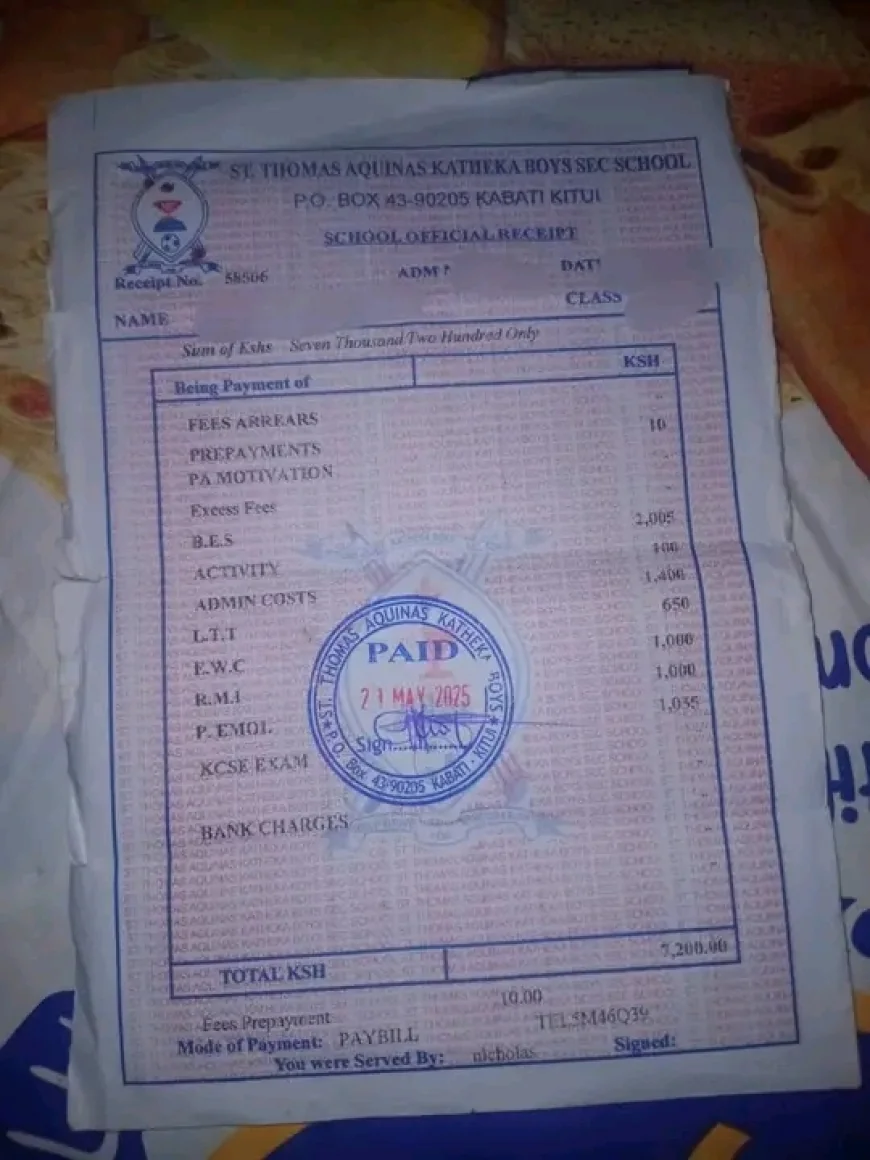 ST. THOMAS AQUINAS KATHEKA BOYS SEC SCHOOL
P.O. BOX 43-90205 KABATI KITUI
SCHOOL OFFICIAL RECEIPT
Receipt No. 58506 ADM
CLASS
NAME
Sum of Kshs Seven Thousand Two Hundred Only
Being Payment of KSH
FEES ARREARS -
PREPAYMENTS 10
PA MOTIVATION -
Excess Fees -
B.E.S 2,005
ACTIVITY 100
ADMIN COSTS 1,400
L.T.T 650
E.W.C 1,000
R.M.I 1,000
P. EMOL 1,035
KCSE EXAM -
BANK CHARGES -
ST. THOMAS AQUINAS KATHEKA BOYS
PAID
21 MAY 2025
Sign
P.O. Box 43-90205 KABATI - KITUI
TOTAL KSH 7,200.00
Fees Prepayment 10.00
Mode of Payment: PAYBILL TEL5M46Q39
You were Served By: nicholas Signed: